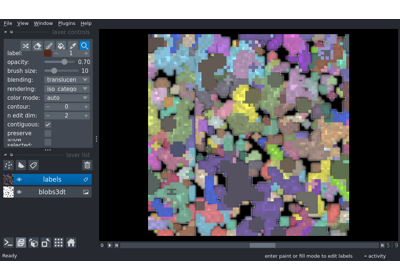 File View Window Plugins Help
layer controls
label: 1
opacity: 0.70
brush size: 10
blending: translucen
rendering: iso_catego
color mode: auto
contour: 0
n edit dim: 2
contiguous:
preserve
selected:
layer list
labels
blobs3dt
Ready
enter paint or fill mode to edit labels
activity